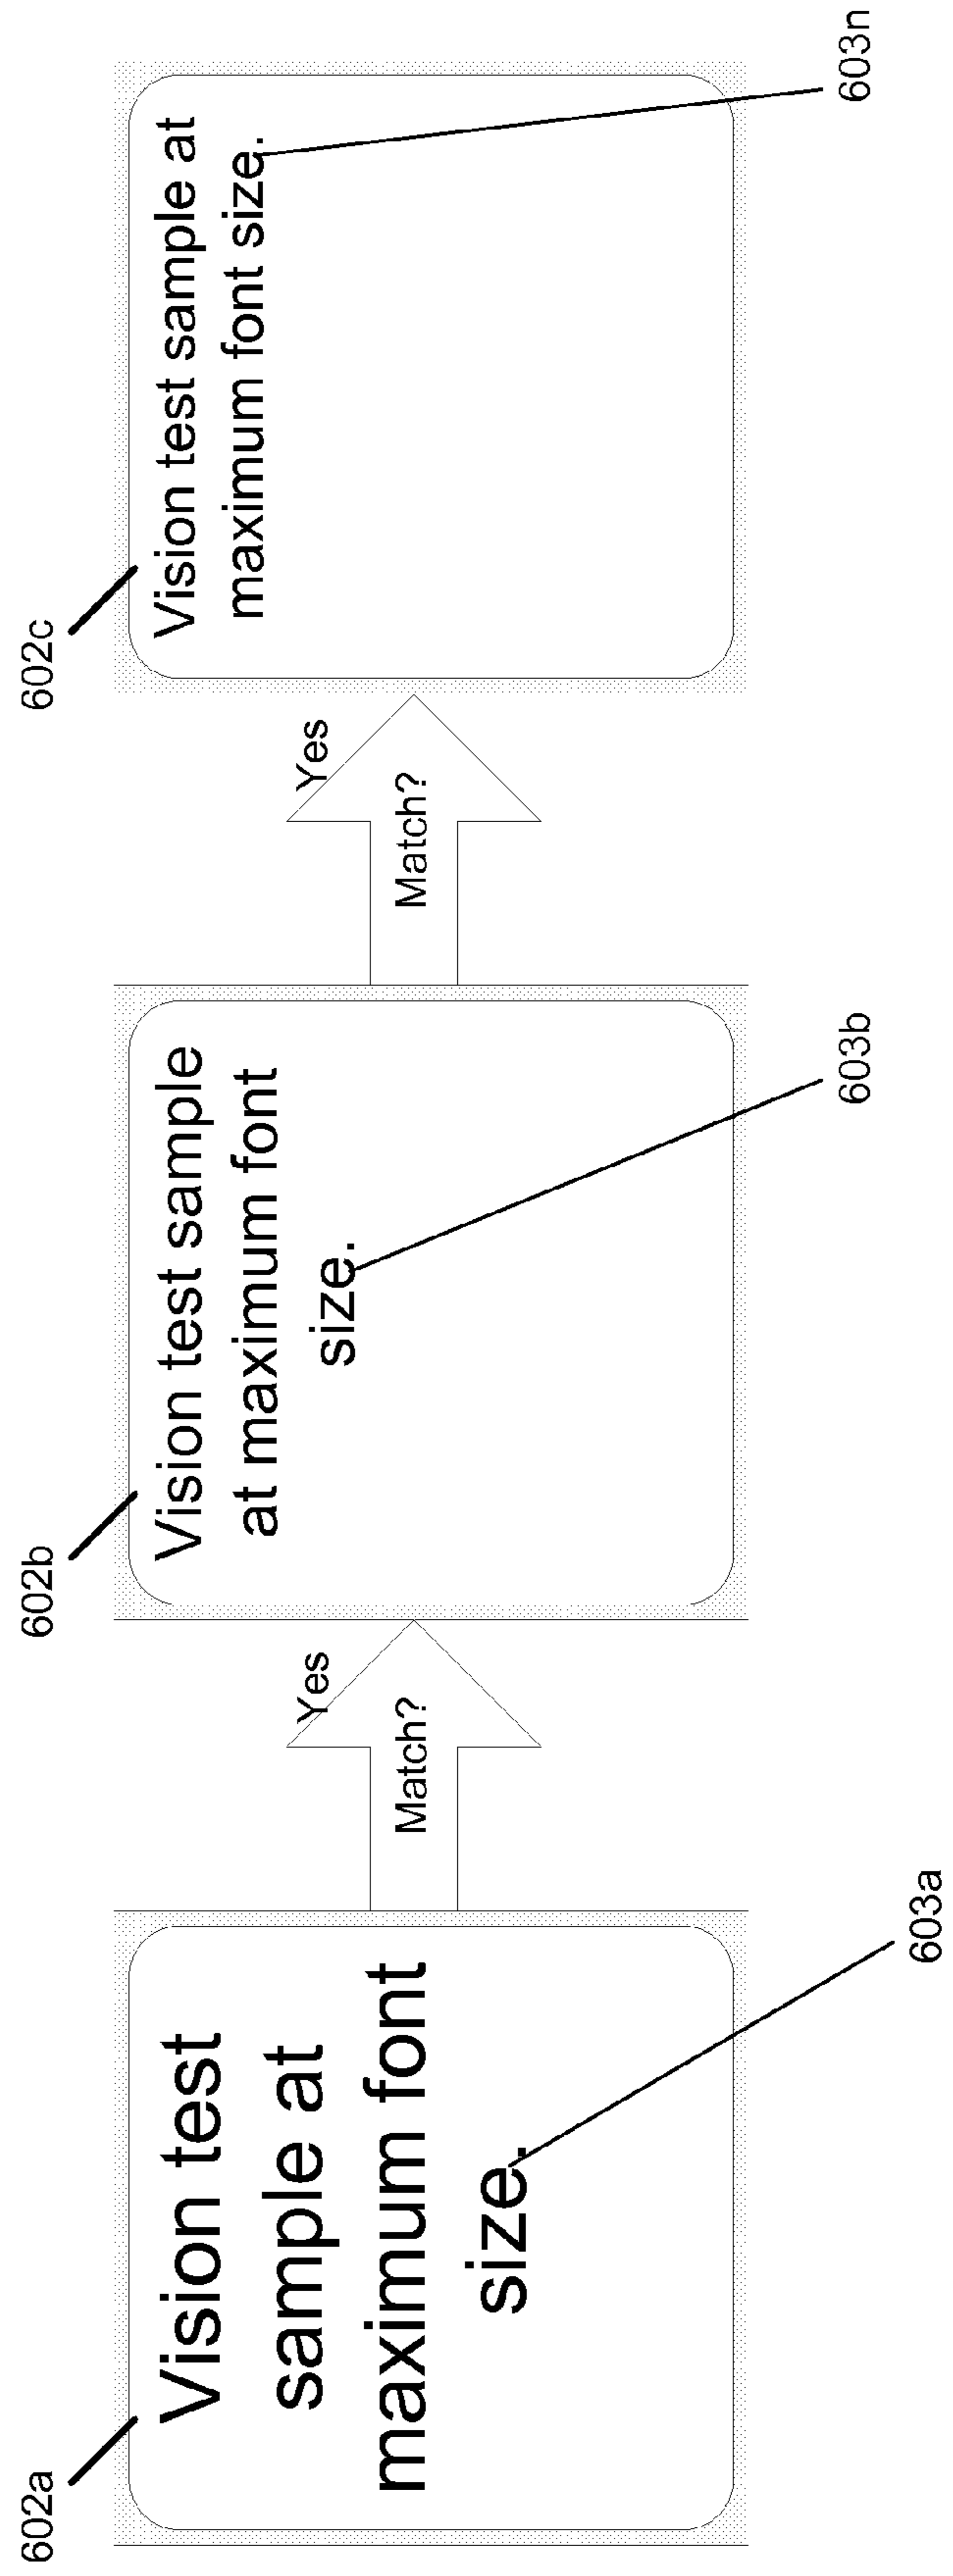 602a
Vision test
sample at
maximum font
size.
603a
Match?
Yes
602b
Vision test sample
at maximum font
size.
603b
Match?
Yes
602c
Vision test sample at
maximum font size.
603n